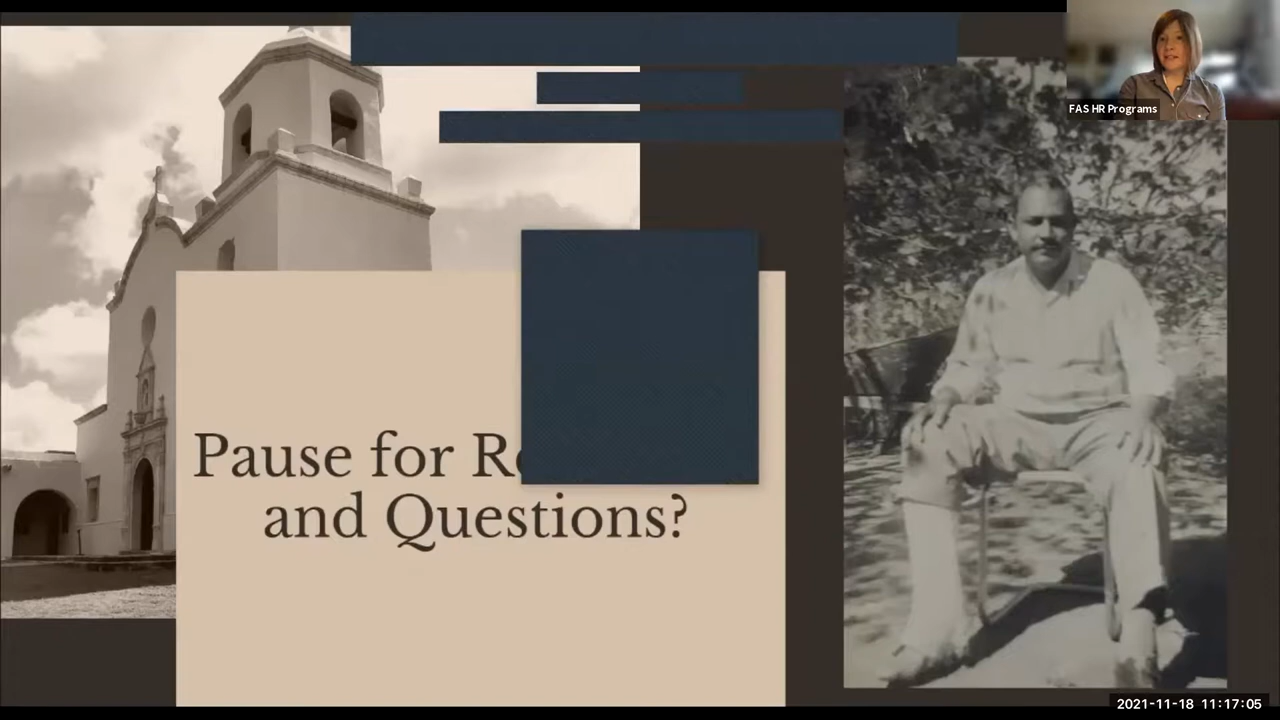 FAS HR Programs
Pause for
and Questions?
2021-11-18 11:17:05